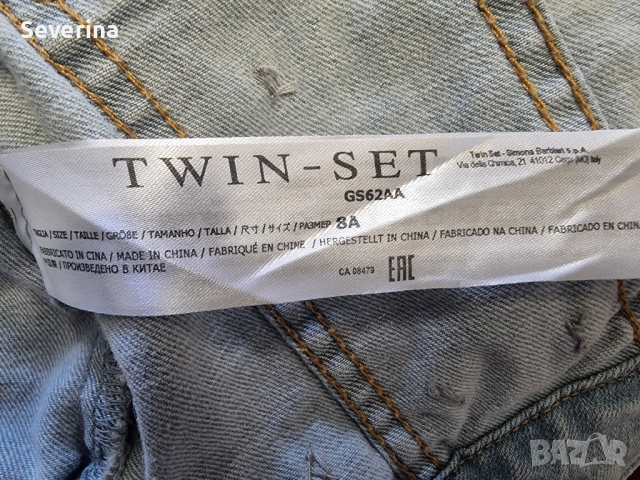 Severina
TWIN-SET
Twin Set - Simona Barbieri s.p.A.
Via della Chimica, 21, 41012 Carpi (MO) Italy
GS62AA
TAGLIA / SIZE / TAILLE / GRÖßE / TAMANHO / TALLA / 尺寸 / サイズ / РАЗМЕР 8A
FABBRICATO IN CINA / MADE IN CHINA / FABRIQUÉ EN CHINE / HERGESTELLT IN CHINA / FABRICADO NA CHINA / FABRICADO EN CHINA
/ ПРОИЗВЕДЕНО В КИТАЕ
CA 08479
EAC
BAZAR